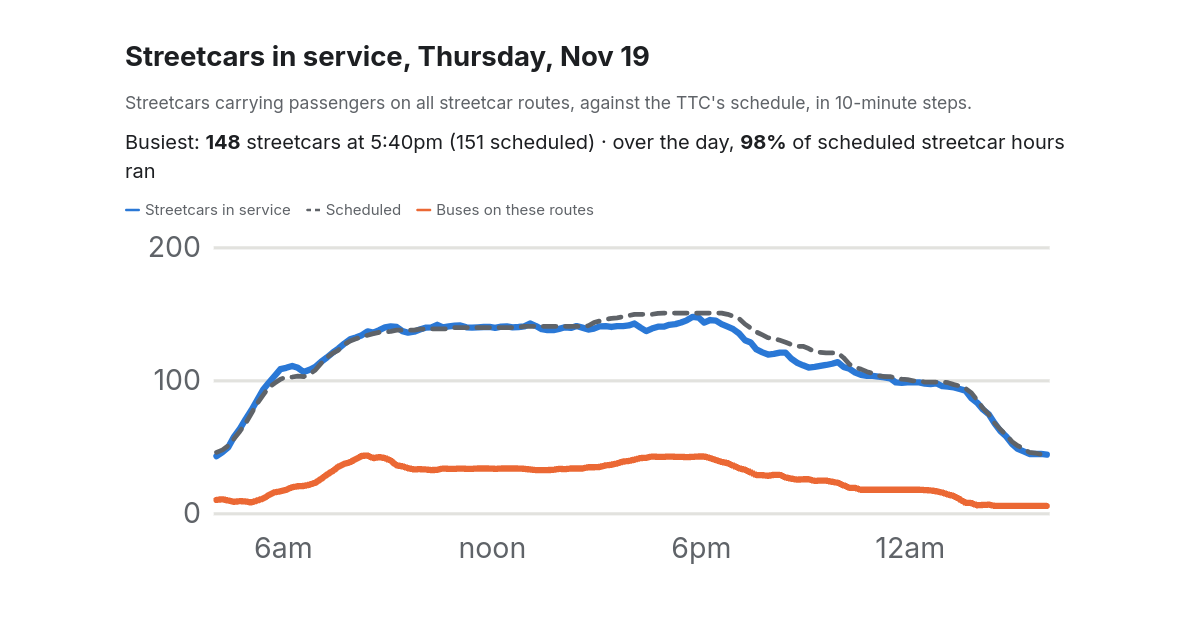 Streetcars in service, Thursday, Nov 19
Streetcars carrying passengers on all streetcar routes, against the TTC's schedule, in 10-minute steps.
Busiest: 148 streetcars at 5:40pm (151 scheduled) · over the day, 98% of scheduled streetcar hours
ran
Streetcars in service Scheduled Buses on these routes
200
100
0
6am noon 6pm 12am